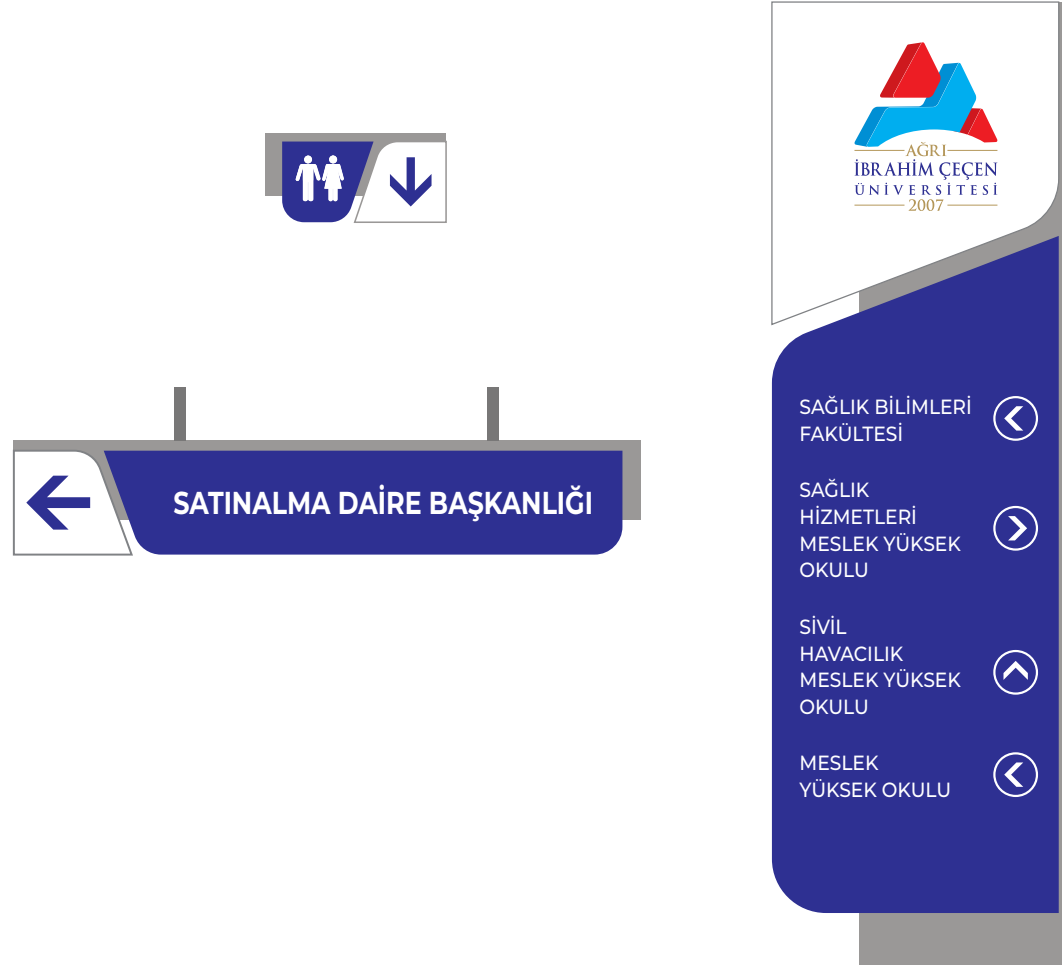 AĞRI
İBRAHİM ÇEÇEN
ÜNİVERSİTESİ
2007
SATINALMA DAİRE BAŞKANLIĞI
SAĞLIK BİLİMLERİ
FAKÜLTESİ
SAĞLIK
HİZMETLERİ
MESLEK YÜKSEK
OKULU
SİVİL
HAVACILIK
MESLEK YÜKSEK
OKULU
MESLEK
YÜKSEK OKULU